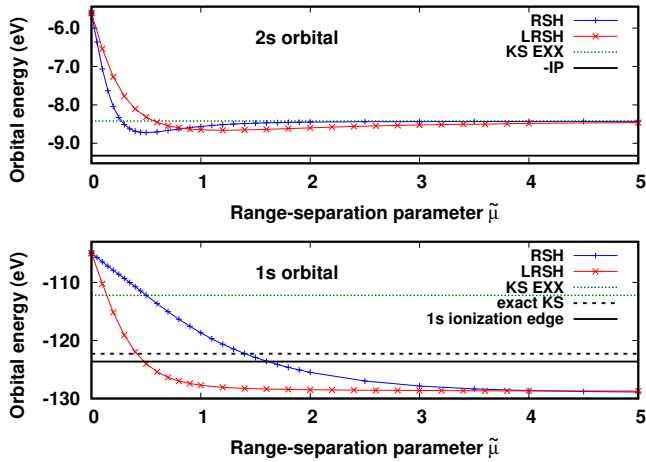 2s orbital
RSH
LRSH
KS EXX
-IP
Orbital energy (eV)
-6.0
-7.0
-8.0
-9.0
0
1
2
3
4
5
Range-separation parameter μ̃
1s orbital
RSH
LRSH
KS EXX
exact KS
1s ionization edge
Orbital energy (eV)
-110
-120
-130
0
1
2
3
4
5
Range-separation parameter μ̃